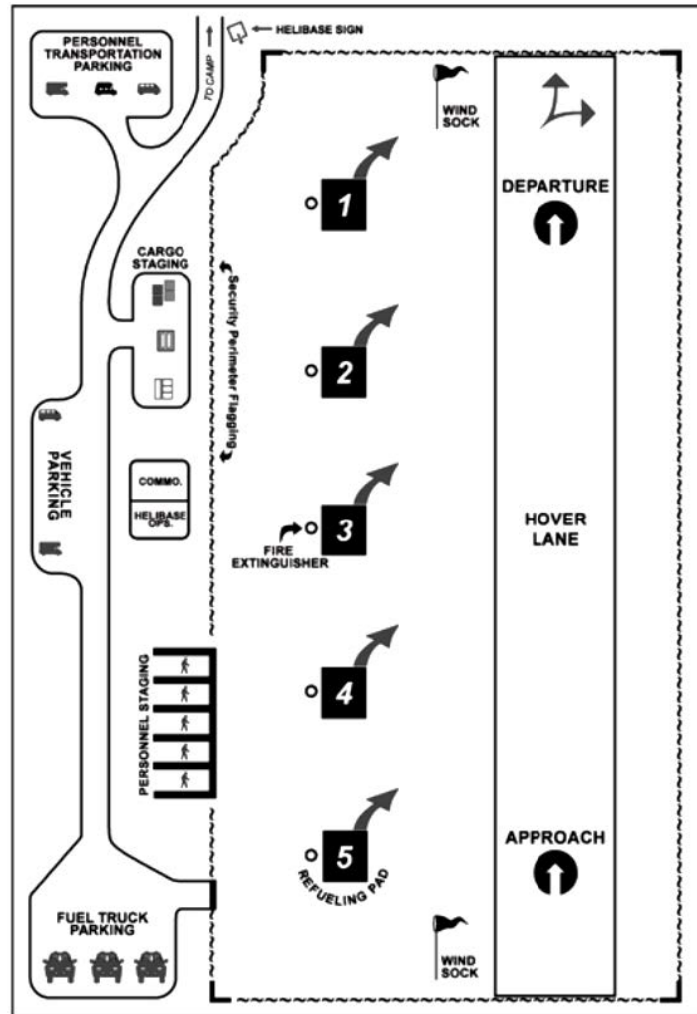 PERSONNEL
TRANSPORTATION
PARKING
TO CAMP
HELIBASE SIGN
WIND
SOCK
DEPARTURE
1
CARGO
STAGING
Security Perimeter Flagging
2
VEHICLE
PARKING
COMMO.
HELIBASE
OPS.
3
FIRE
EXTINGUISHER
HOVER
LANE
PERSONNEL STAGING
4
APPROACH
5
REFUELING PAD
FUEL TRUCK
PARKING
WIND
SOCK